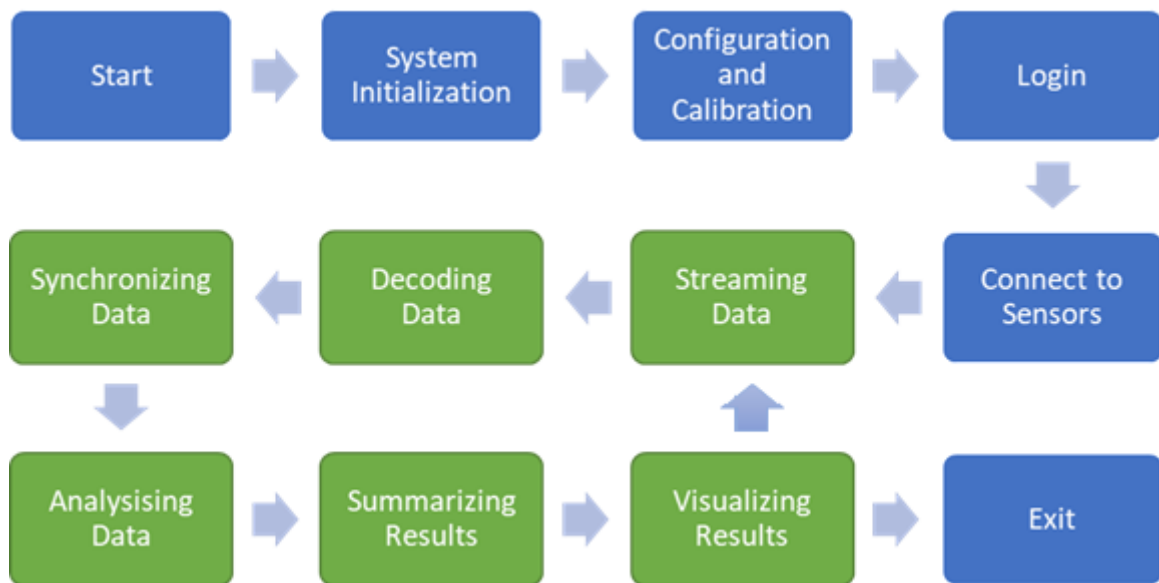 Start
System
Initialization
Configuration
and
Calibration
Login
Synchronizing
Data
Decoding
Data
Streaming
Data
Connect to
Sensors
Analysising
Data
Summarizing
Results
Visualizing
Results
Exit